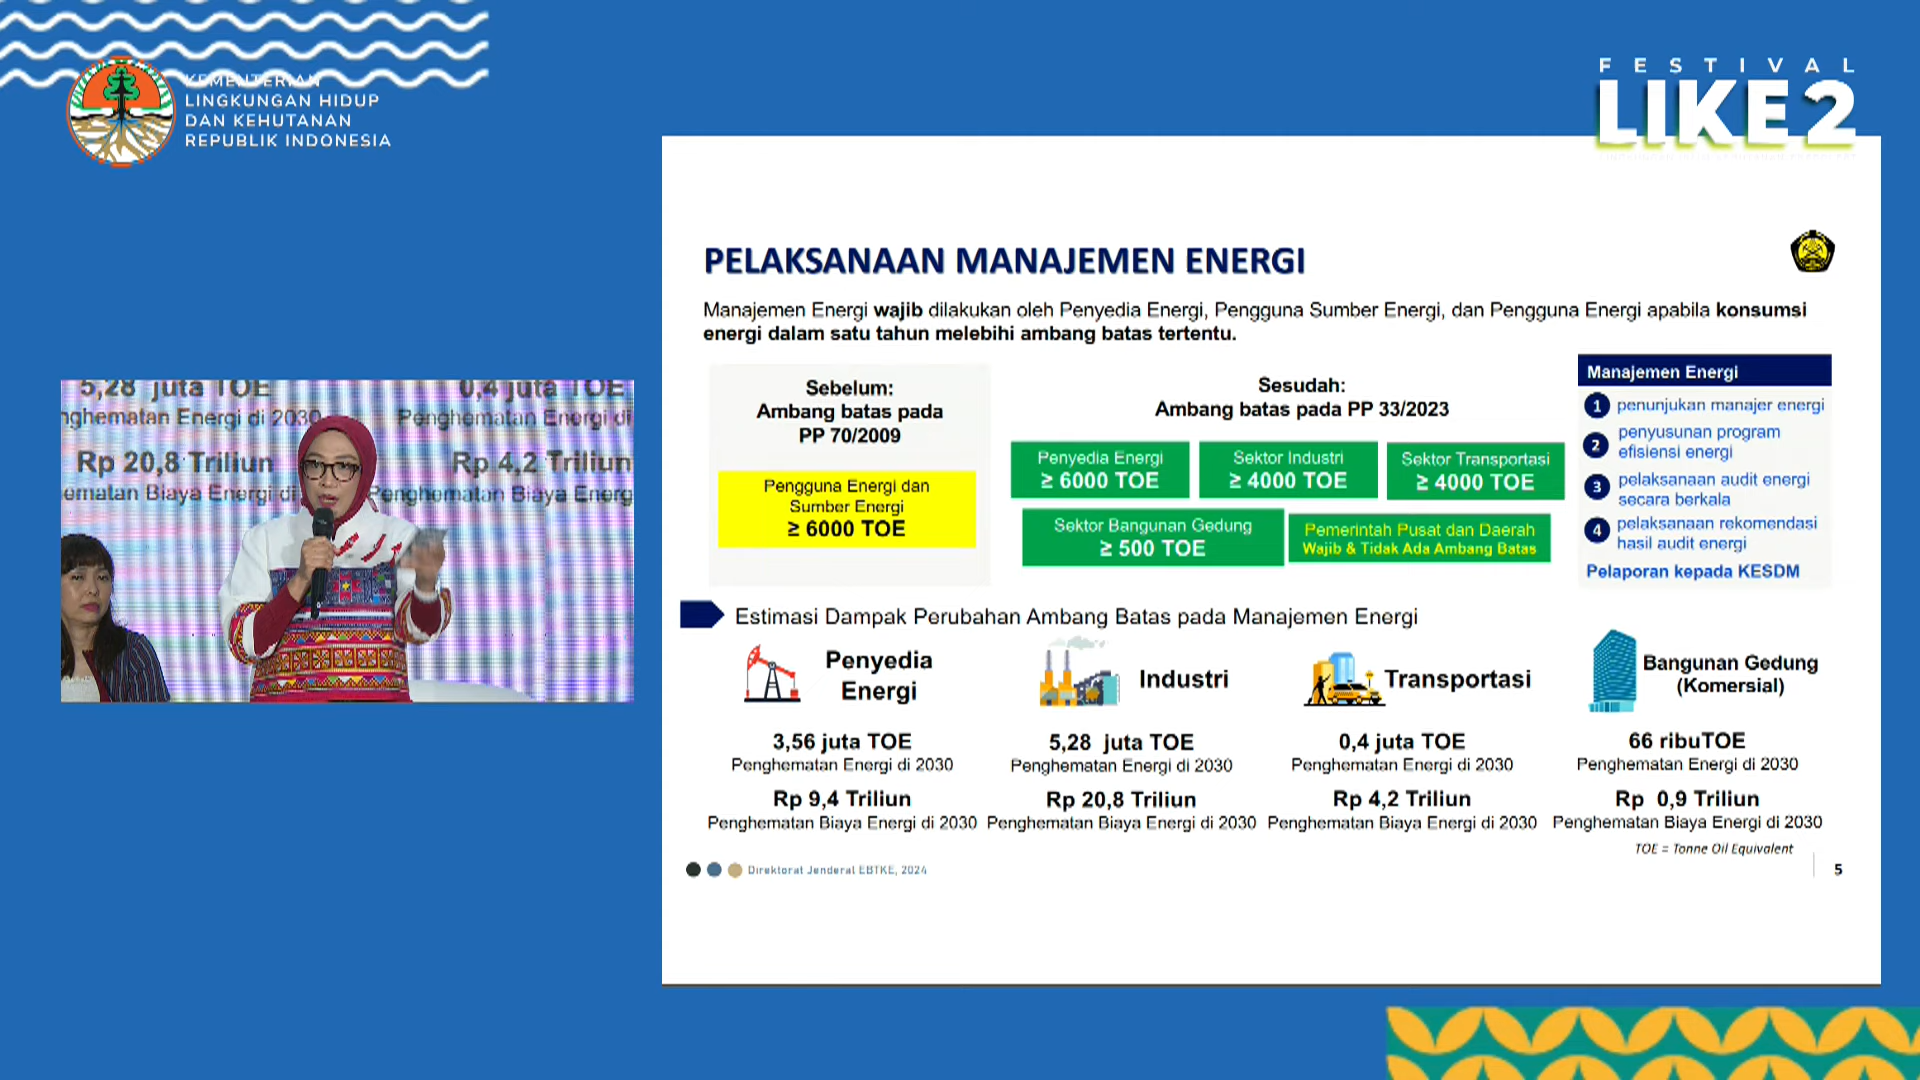 KEMENTERIAN
LINGKUNGAN HIDUP
DAN KEHUTANAN
REPUBLIK INDONESIA
FESTIVAL
LIKE 2
PELAKSANAAN MANAJEMEN ENERGI
Manajemen Energi wajib dilakukan oleh Penyedia Energi, Pengguna Sumber Energi, dan Pengguna Energi apabila konsumsi
energi dalam satu tahun melebihi ambang batas tertentu.
Sebelum:
Ambang batas pada
PP 70/2009
Pengguna Energi dan
Sumber Energi
≥ 6000 TOE
Sesudah:
Ambang batas pada PP 33/2023
Penyedia Energi
≥ 6000 TOE
Sektor Industri
≥ 4000 TOE
Sektor Transportasi
≥ 4000 TOE
Sektor Bangunan Gedung
≥ 500 TOE
Pemerintah Pusat dan Daerah
Wajib & Tidak Ada Ambang Batas
Manajemen Energi
1 penunjukan manajer energi
2 penyusunan program
efisiensi energi
3 pelaksanaan audit energi
secara berkala
4 pelaksanaan rekomendasi
hasil audit energi
Pelaporan kepada KESDM
Estimasi Dampak Perubahan Ambang Batas pada Manajemen Energi
Penyedia
Energi
3,56 juta TOE
Penghematan Energi di 2030
Rp 9,4 Triliun
Penghematan Biaya Energi di 2030
Industri
5,28 juta TOE
Penghematan Energi di 2030
Rp 20,8 Triliun
Penghematan Biaya Energi di 2030
Transportasi
0,4 juta TOE
Penghematan Energi di 2030
Rp 4,2 Triliun
Penghematan Biaya Energi di 2030
Bangunan Gedung
(Komersial)
66 ribuTOE
Penghematan Energi di 2030
Rp 0,9 Triliun
Penghematan Biaya Energi di 2030
TOE = Tonne Oil Equivalent
Direktorat Jenderal EBTKE, 2024
5
5,28 juta TOE
nghematan Energi di 2030
Rp 20,8 Triliun
ematan Biaya Energi di
0,4 juta TOE
Penghematan Energi di
Rp 4,2 Triliun
Penghematan Biaya Energ